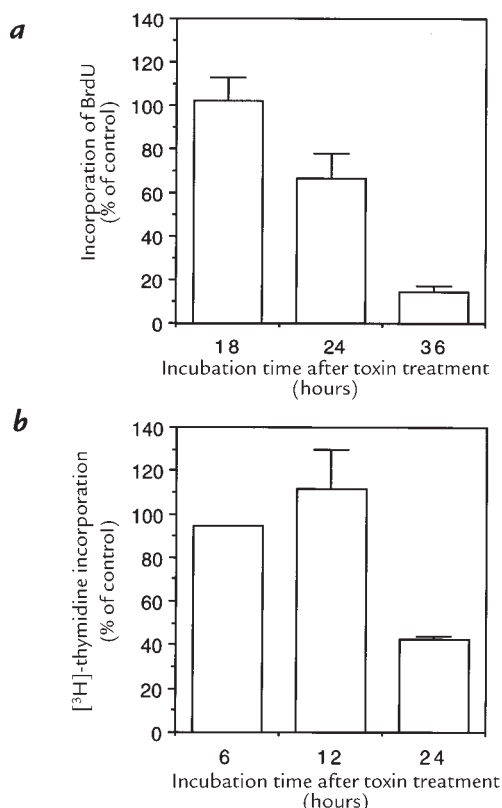 a
Incorporation of BrdU
(% of control)
140
120
100
80
60
40
20
0
18 24 36
Incubation time after toxin treatment
(hours)
b
[³H]-thymidine incorporation
(% of control)
140
120
100
80
60
40
20
0
6 12 24
Incubation time after toxin treatment
(hours)